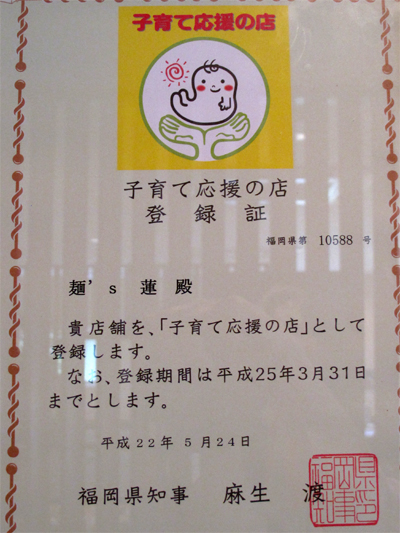 子育て応援の店
子育て応援の店
登録証
福岡県第 10588 号
麺's 蓮 殿
貴店舗を、「子育て応援の店」として
登録します。
なお、登録期間は平成25年3月31日
までとします。
平成22年 5月24日
福岡県知事 麻生 渡